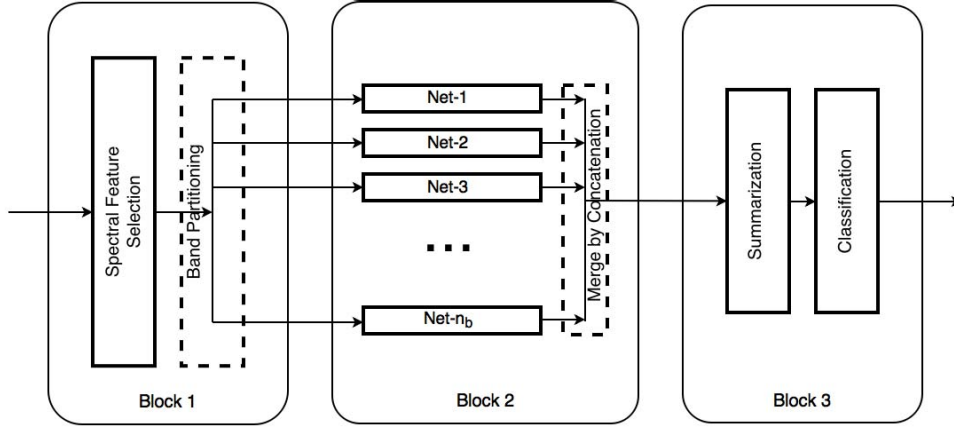 Spectral Feature
Selection
Band Partitioning
Block 1
Net-1
Net-2
Net-3
...
Net-n_b
Merge by Concatenation
Block 2
Summarization
Classification
Block 3